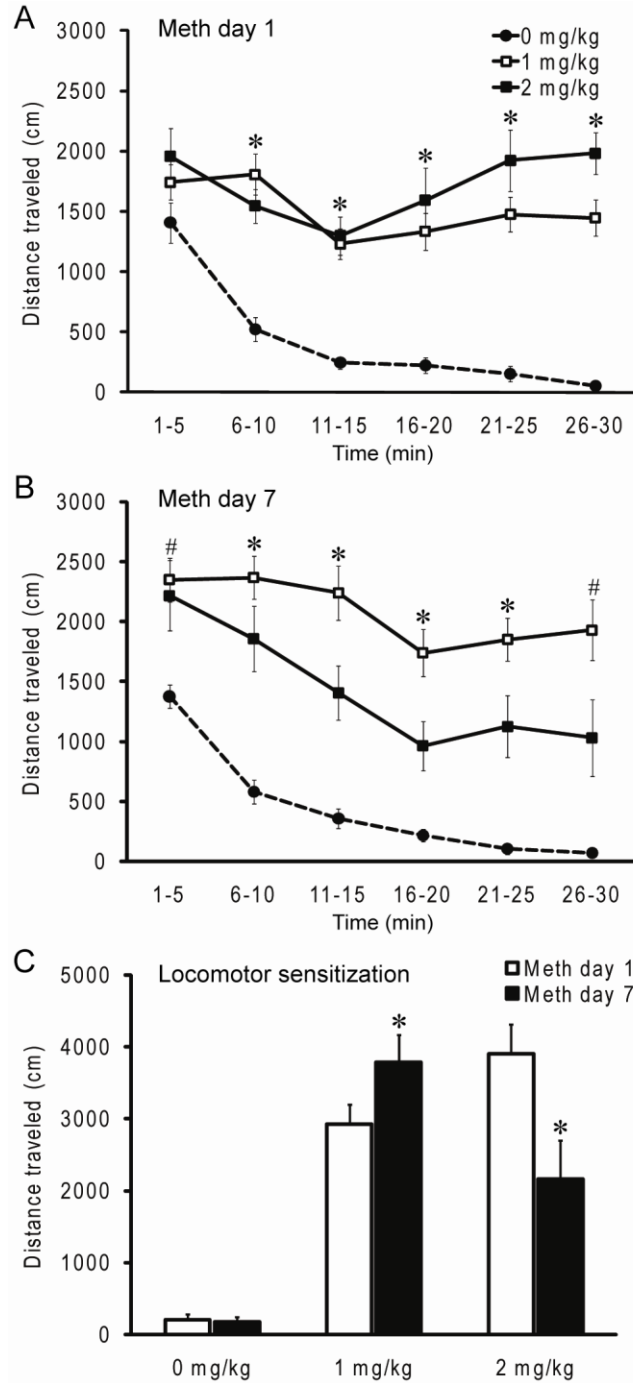 A
Meth day 1
0 mg/kg
1 mg/kg
2 mg/kg
Distance traveled (cm)
3000
2500
2000
1500
1000
500
0
* * * * *
1-5 6-10 11-15 16-20 21-25 26-30
Time (min)
B
Meth day 7
Distance traveled (cm)
3000
2500
2000
1500
1000
500
0
# * * * * #
1-5 6-10 11-15 16-20 21-25 26-30
Time (min)
C
Locomotor sensitization
Meth day 1
Meth day 7
Distance traveled (cm)
5000
4000
3000
2000
1000
0
* *
0 mg/kg 1 mg/kg 2 mg/kg